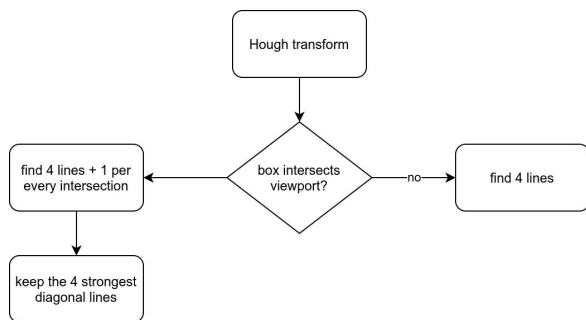 Hough transform
box intersects
viewport?
no
find 4 lines
find 4 lines + 1 per
every intersection
keep the 4 strongest
diagonal lines